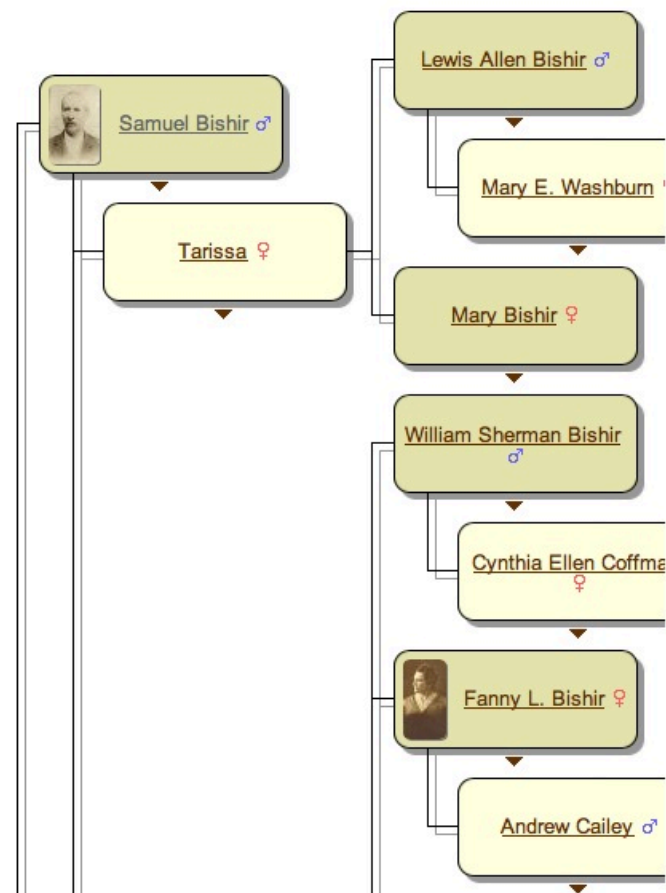 Samuel Bishir
Tarissa
Lewis Allen Bishir
Mary E. Washburn
Mary Bishir
William Sherman Bishir
Cynthia Ellen Coffma
Fanny L. Bishir
Andrew Cailey